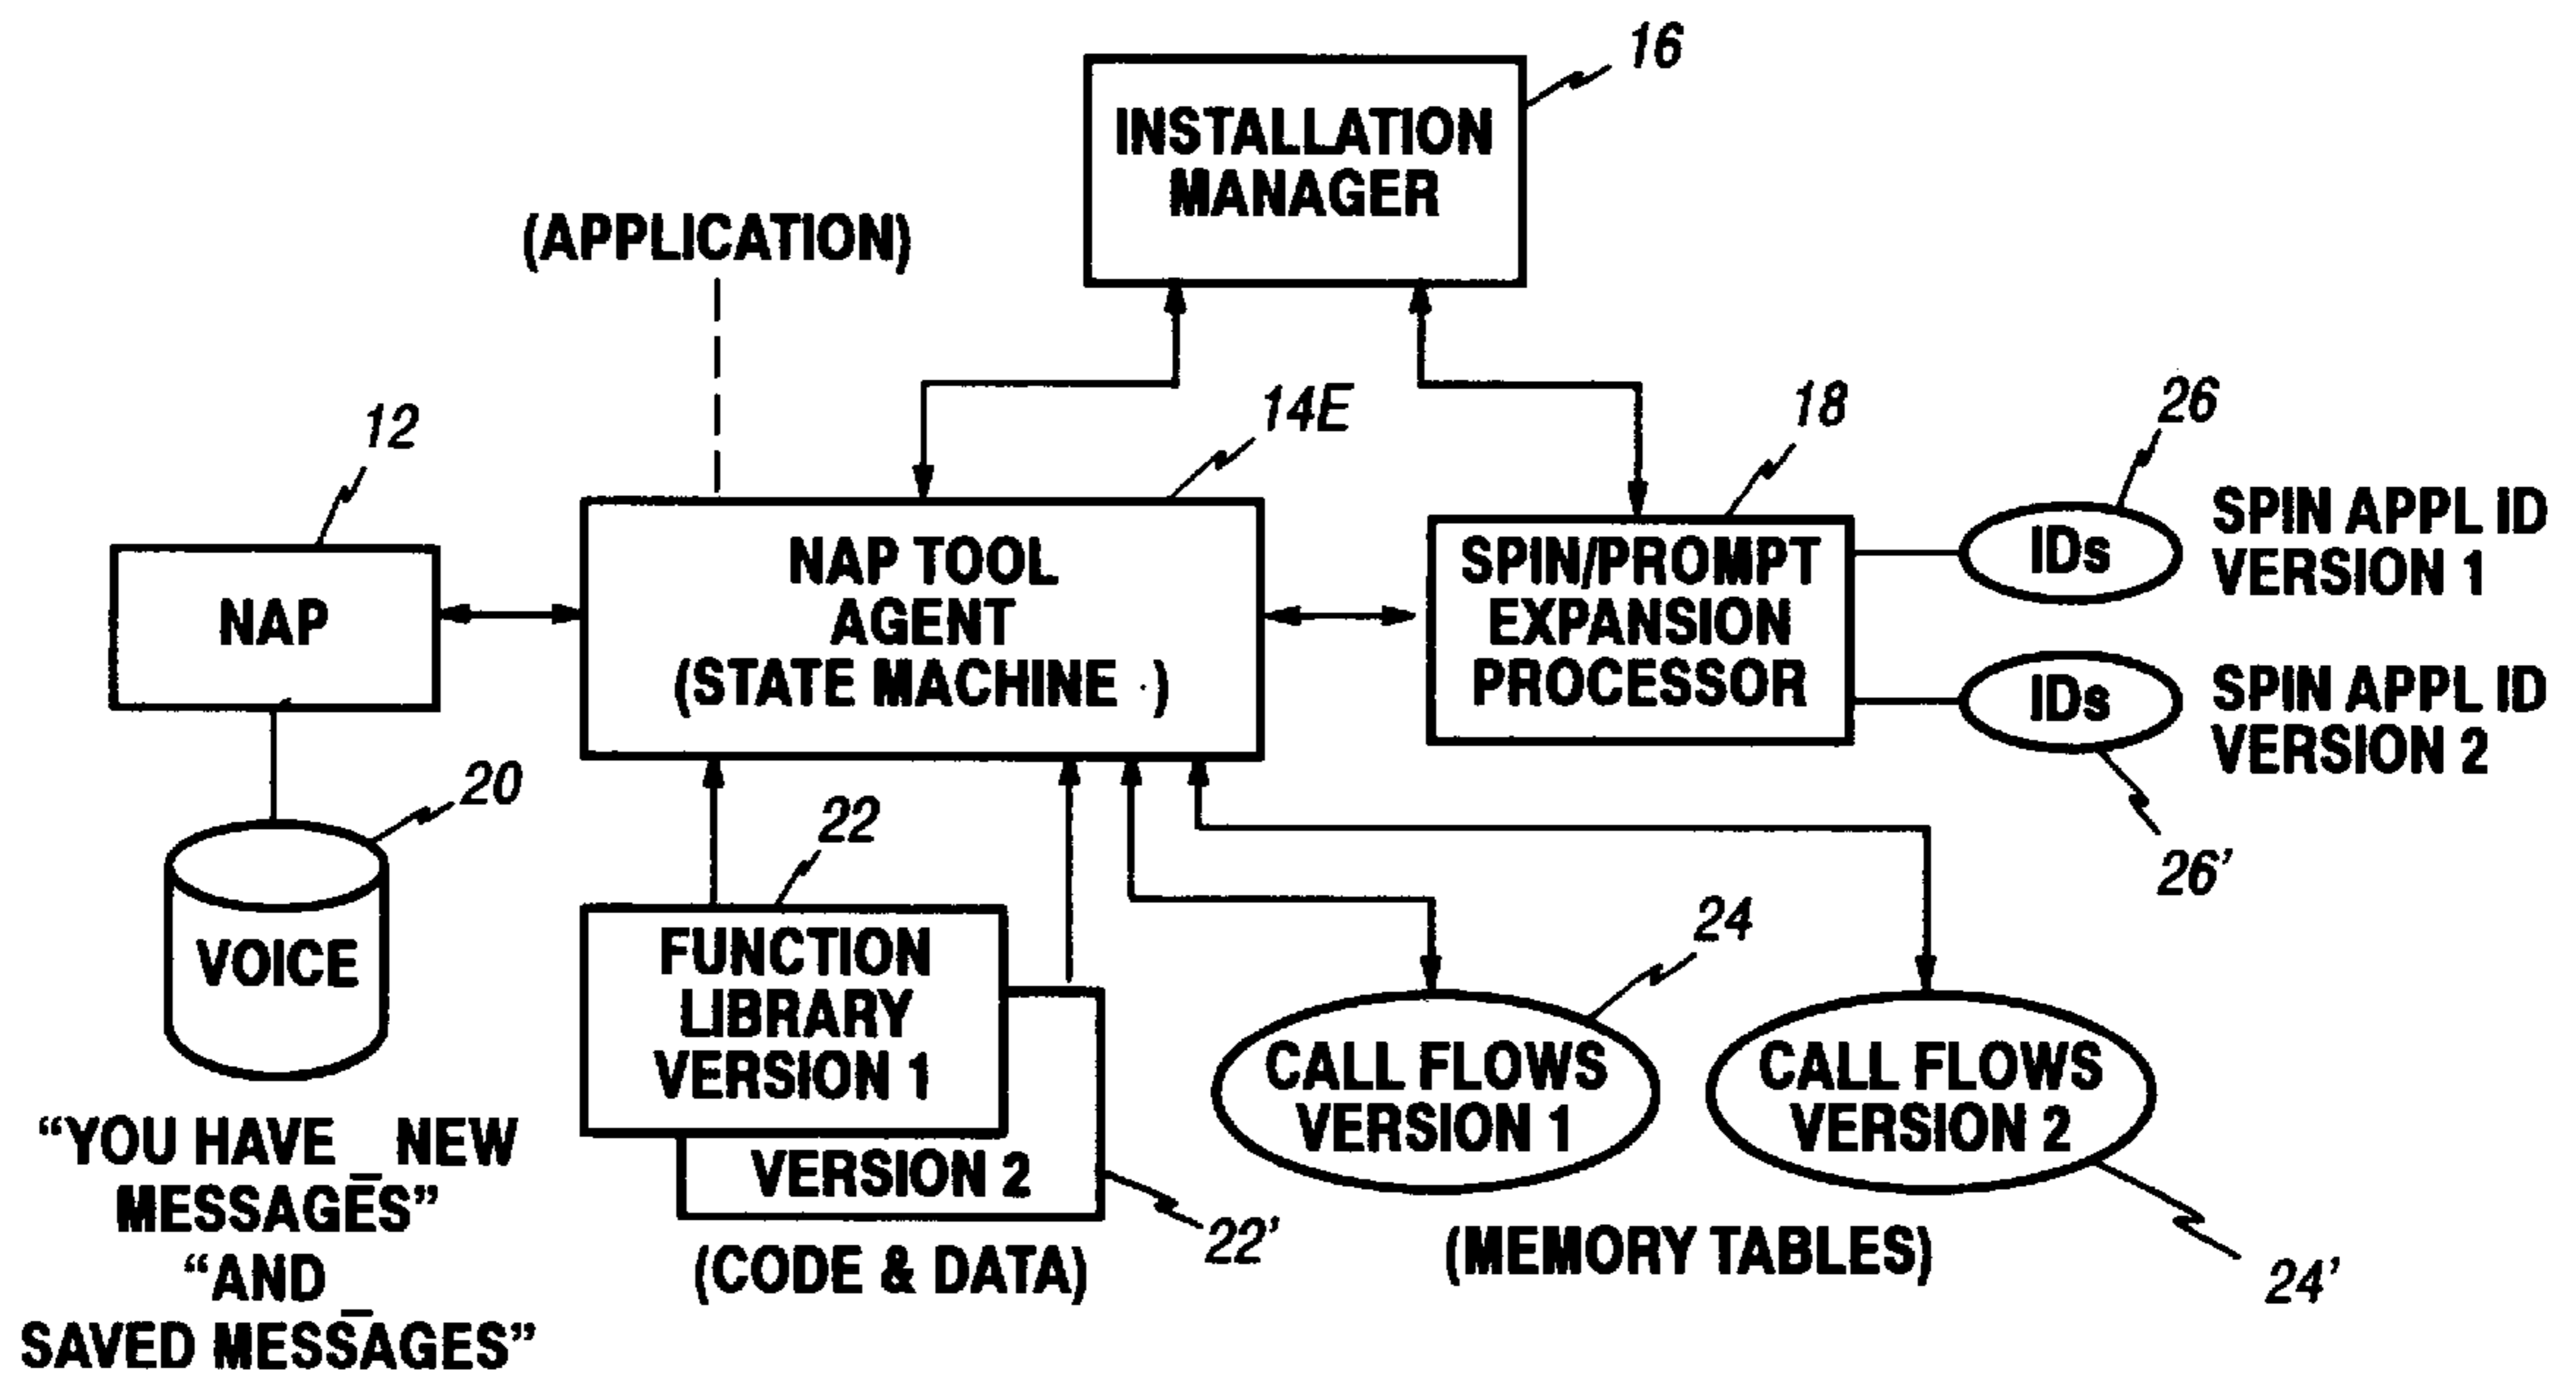 16
INSTALLATION
MANAGER
(APPLICATION)
14E
18
26
12
SPIN APPL ID
VERSION 1
IDs
NAP TOOL
AGENT
(STATE MACHINE )
SPIN/PROMPT
EXPANSION
PROCESSOR
NAP
IDs
SPIN APPL ID
VERSION 2
26'
20
22
24
VOICE
FUNCTION
LIBRARY
VERSION 1
CALL FLOWS
VERSION 1
CALL FLOWS
VERSION 2
VERSION 2
22'
24'
(CODE & DATA)
(MEMORY TABLES)
“YOU HAVE _ NEW
MESSAGES”
“AND _
SAVED MESSAGES”